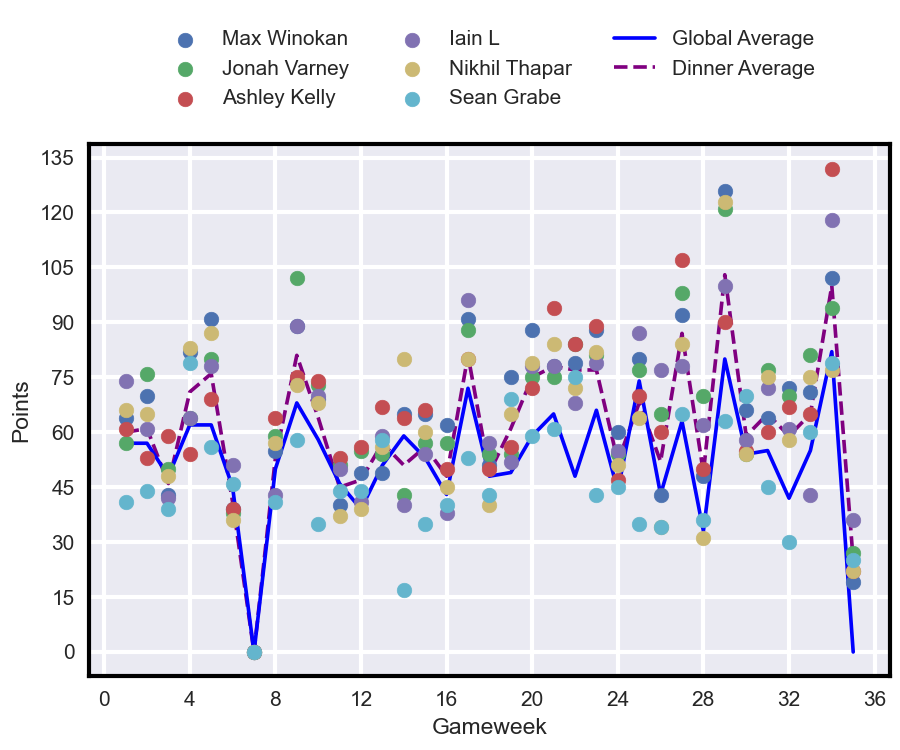 Max Winokan
Jonah Varney
Ashley Kelly
Iain L
Nikhil Thapar
Sean Grabe
Global Average
Dinner Average
Points
135
120
105
90
75
60
45
30
15
0
0 4 8 12 16 20 24 28 32 36
Gameweek